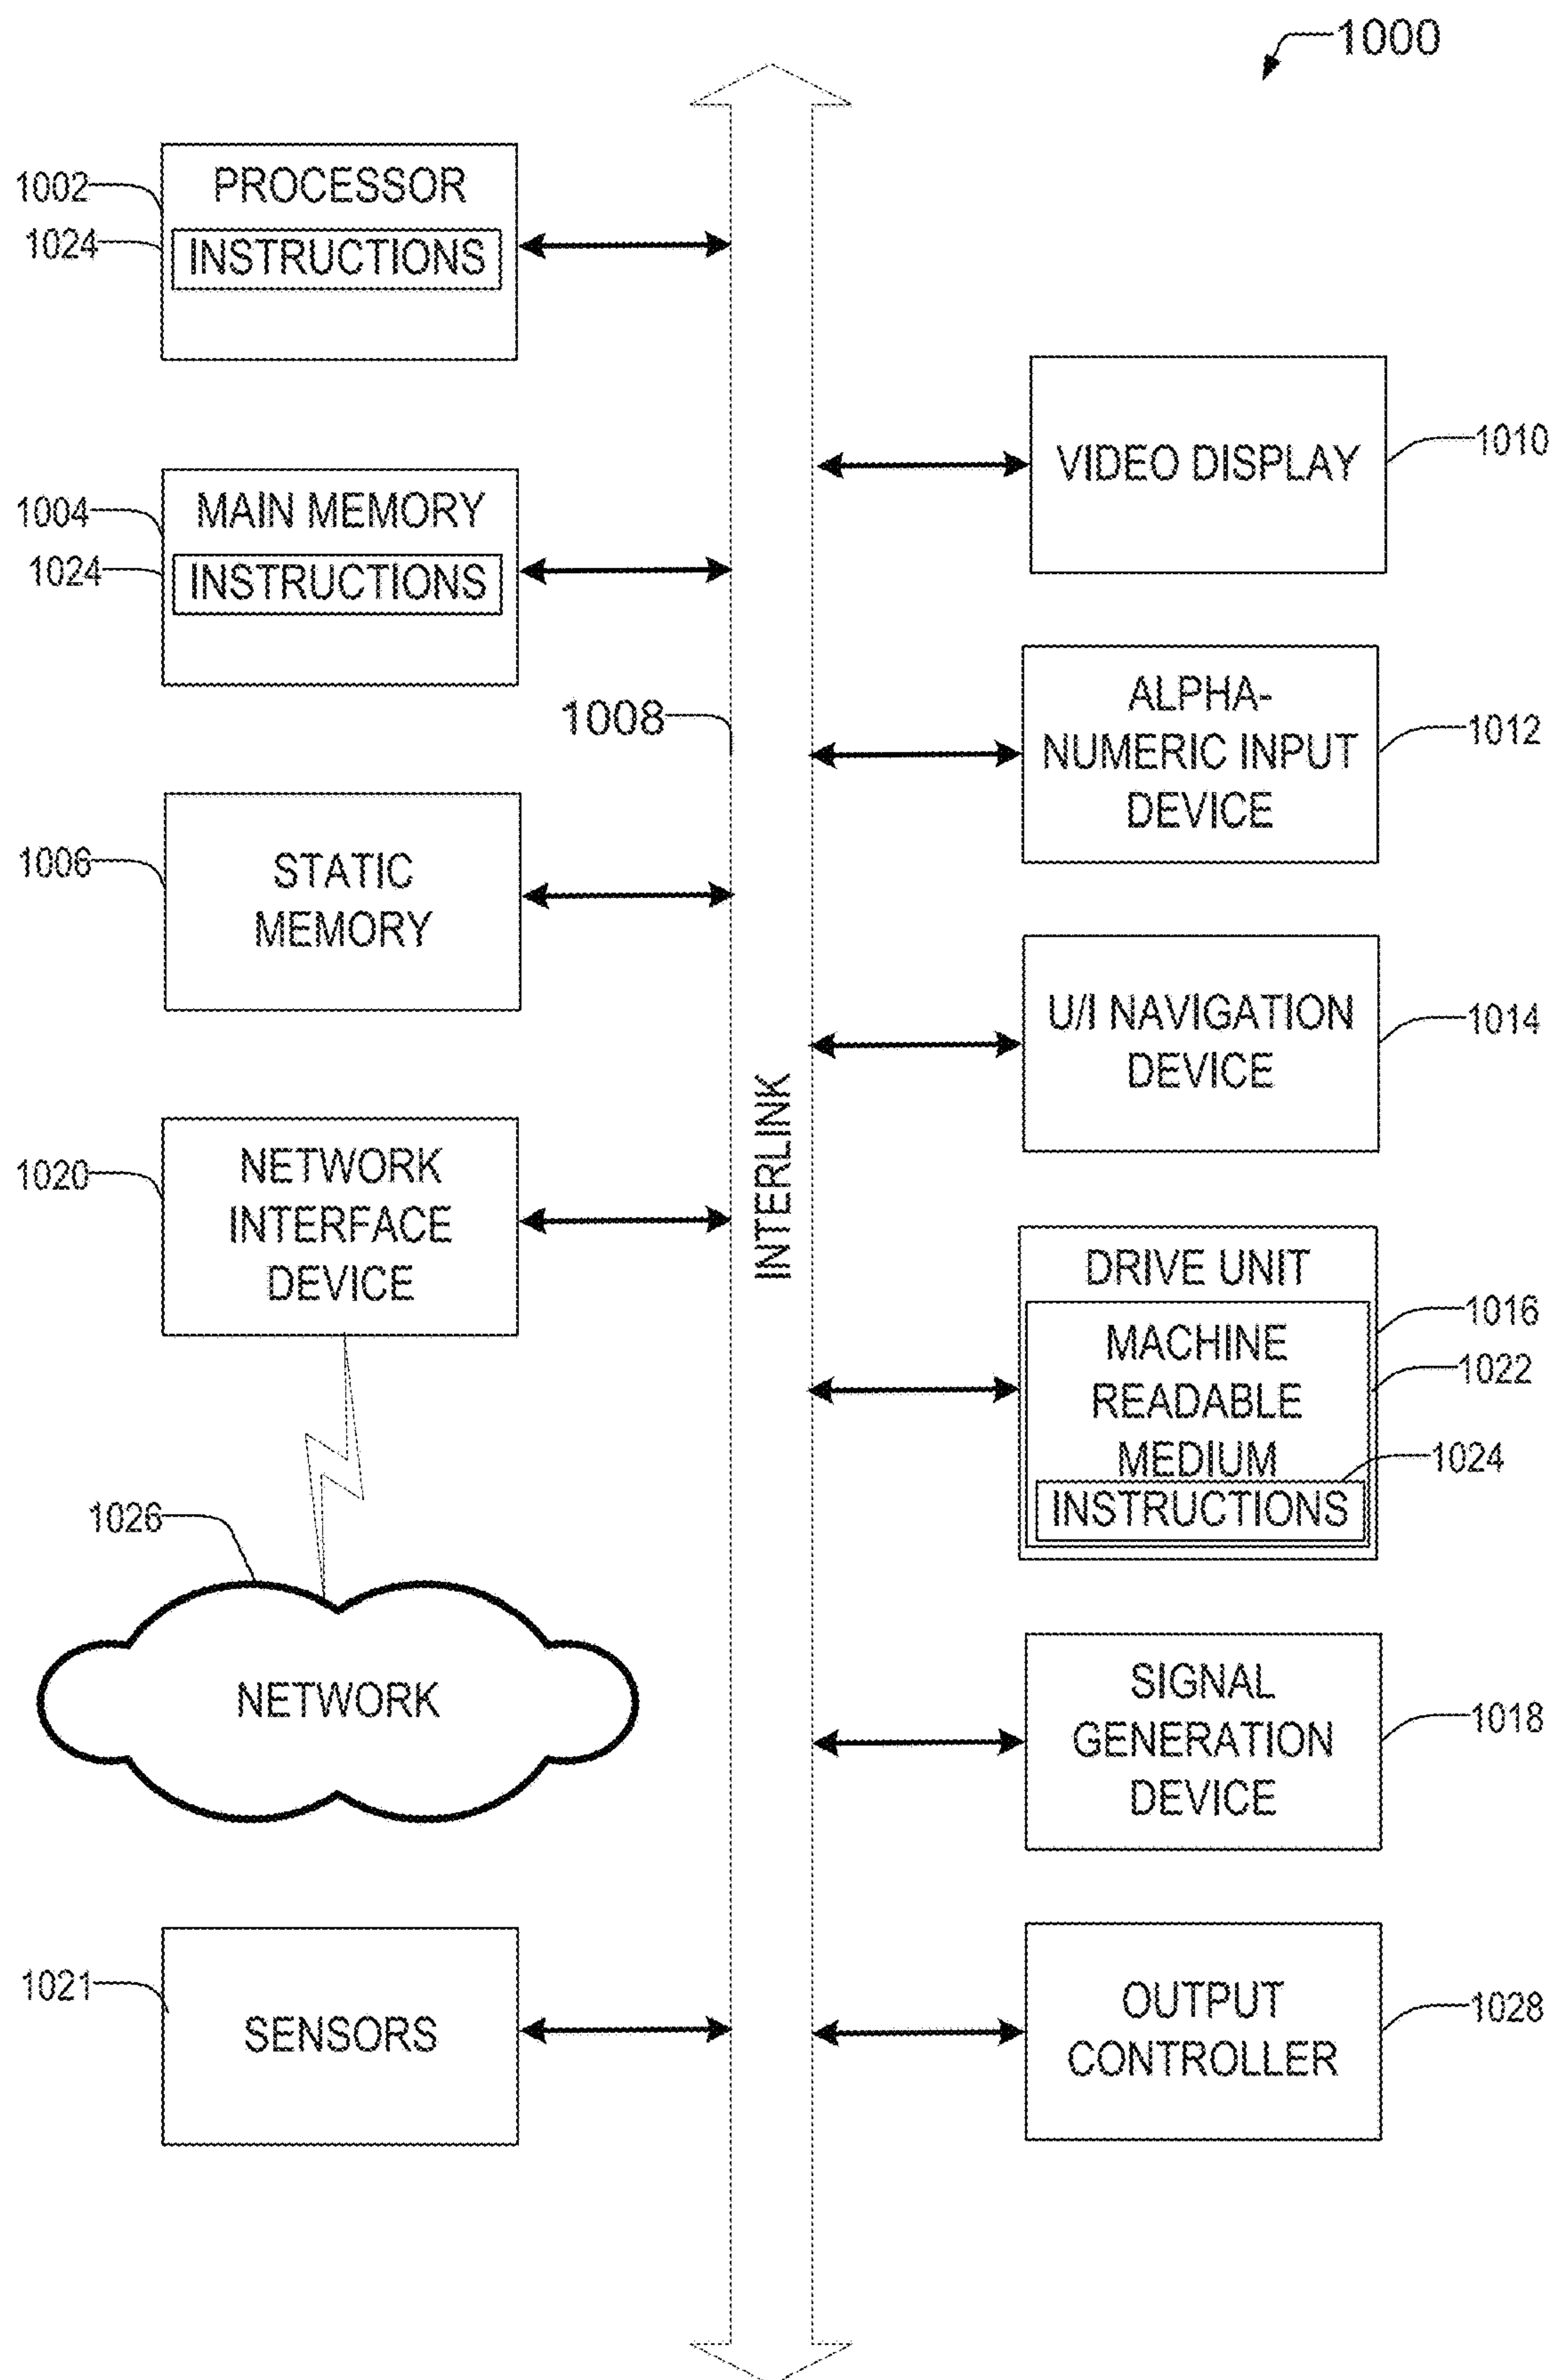 1000
1002
PROCESSOR
1024
INSTRUCTIONS
1004
MAIN MEMORY
1024
INSTRUCTIONS
1008
1006
STATIC
MEMORY
1020
NETWORK
INTERFACE
DEVICE
1026
NETWORK
1021
SENSORS
INTERLINK
VIDEO DISPLAY
1010
ALPHA-
NUMERIC INPUT
DEVICE
1012
U/I NAVIGATION
DEVICE
1014
DRIVE UNIT
1016
MACHINE
READABLE
MEDIUM
1022
1024
INSTRUCTIONS
SIGNAL
GENERATION
DEVICE
1018
OUTPUT
CONTROLLER
1028